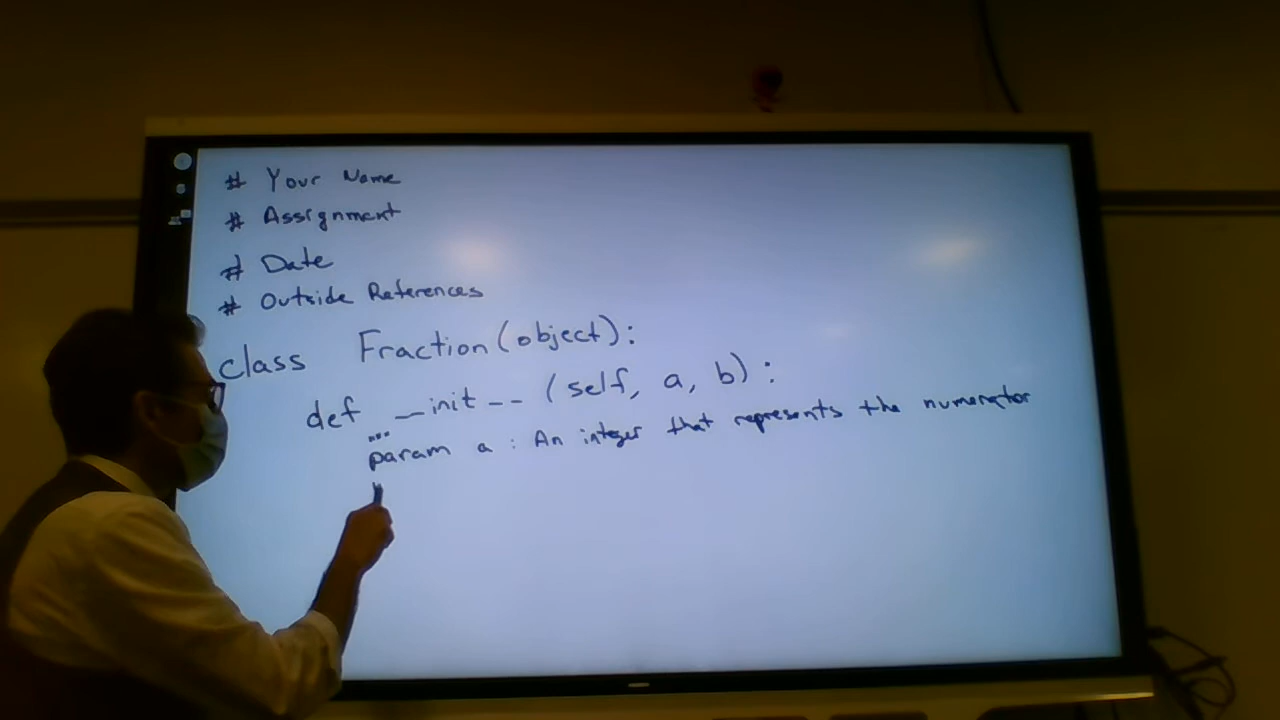 # Your Name
# Assignment
# Date
# Outside References
class Fraction(object):
def __init__(self, a, b):
"""
param a : An integer that represents the numerator